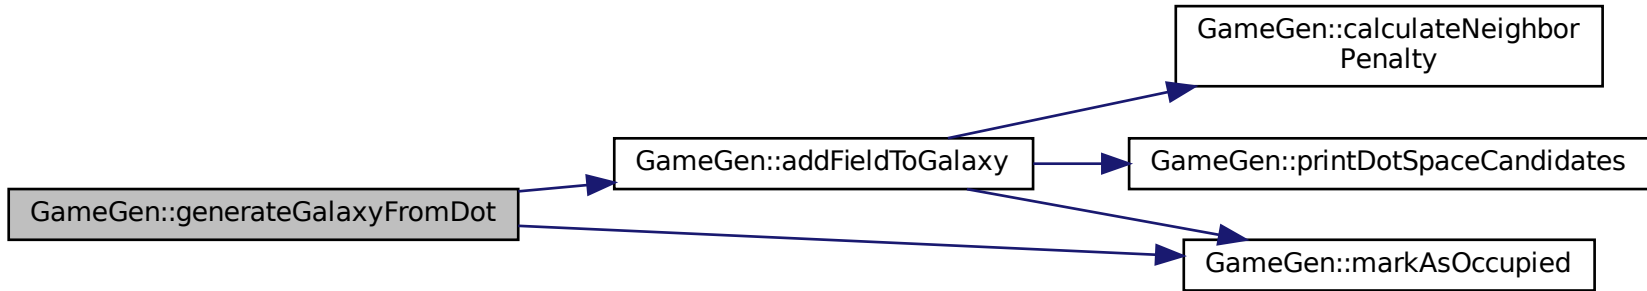 GameGen::calculateNeighbor
Penalty
GameGen::addFieldToGalaxy
GameGen::printDotSpaceCandidates
GameGen::generateGalaxyFromDot
GameGen::markAsOccupied